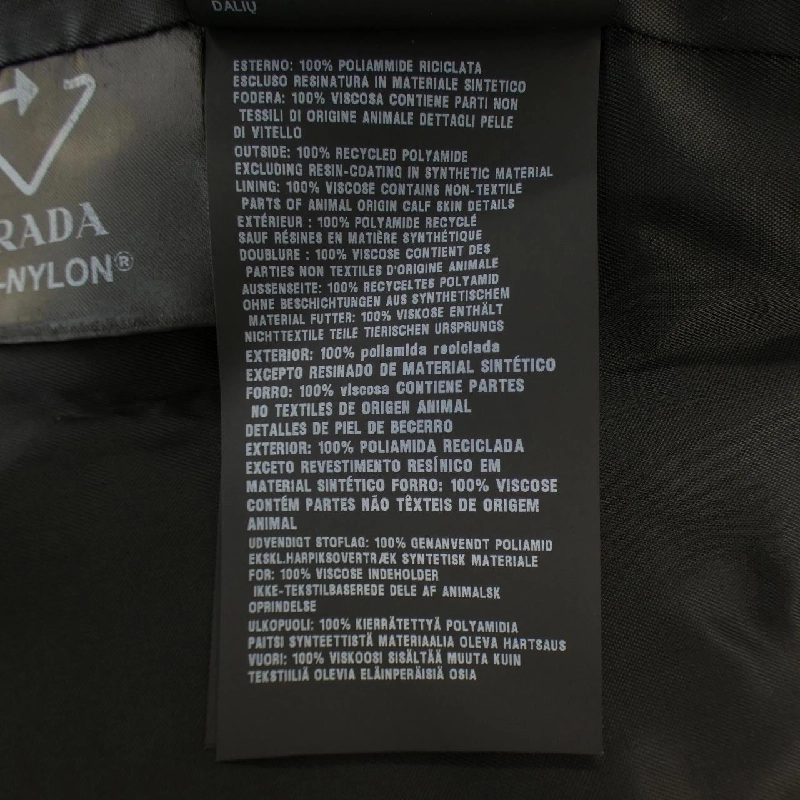 DALIŲ
RADA
-NYLON®
ESTERNO: 100% POLIAMMIDE RICICLATA
ESCLUSO RESINATURA IN MATERIALE SINTETICO
FODERA: 100% VISCOSA CONTIENE PARTI NON
TESSILI DI ORIGINE ANIMALE DETTAGLI PELLE
DI VITELLO
OUTSIDE: 100% RECYCLED POLYAMIDE
EXCLUDING RESIN-COATING IN SYNTHETIC MATERIAL
LINING: 100% VISCOSE CONTAINS NON-TEXTILE
PARTS OF ANIMAL ORIGIN CALF SKIN DETAILS
EXTÉRIEUR : 100% POLYAMIDE RECYCLÉ
SAUF RÉSINES EN MATIÈRE SYNTHÉTIQUE
DOUBLURE : 100% VISCOSE CONTIENT DES
PARTIES NON TEXTILES D'ORIGINE ANIMALE
AUSSENSEITE: 100% RECYCELTES POLYAMID
OHNE BESCHICHTUNGEN AUS SYNTHETISCHEM
MATERIAL FUTTER: 100% VISKOSE ENTHÄLT
NICHTTEXTILE TEILE TIERISCHEN URSPRUNGS
EXTERIOR: 100% poliamida reciclada
EXCEPTO RESINADO DE MATERIAL SINTÉTICO
FORRO: 100% viscosa CONTIENE PARTES
NO TEXTILES DE ORIGEN ANIMAL
DETALLES DE PIEL DE BECERRO
EXTERIOR: 100% POLIAMIDA RECICLADA
EXCETO REVESTIMENTO RESÍNICO EM
MATERIAL SINTÉTICO FORRO: 100% VISCOSE
CONTÉM PARTES NÃO TÊXTEIS DE ORIGEM
ANIMAL
UDVENDIGT STOFLAG: 100% GENANVENDT POLIAMID
EKSKL.HARPIKSOVERTRÆK SYNTETISK MATERIALE
FOR: 100% VISCOSE INDEHOLDER
IKKE-TEKSTILBASEREDE DELE AF ANIMALSK
OPRINDELSE
ULKOPUOLI: 100% KIERRÄTETTYÄ POLYAMIDIA
PAITSI SYNTEETTISTÄ MATERIAALIA OLEVA HARTSAUS
VUORI: 100% VISKOOSI SISÄLTÄÄ MUUTA KUIN
TEKSTIILIÄ OLEVIA ELÄINPERÄISIÄ OSIA